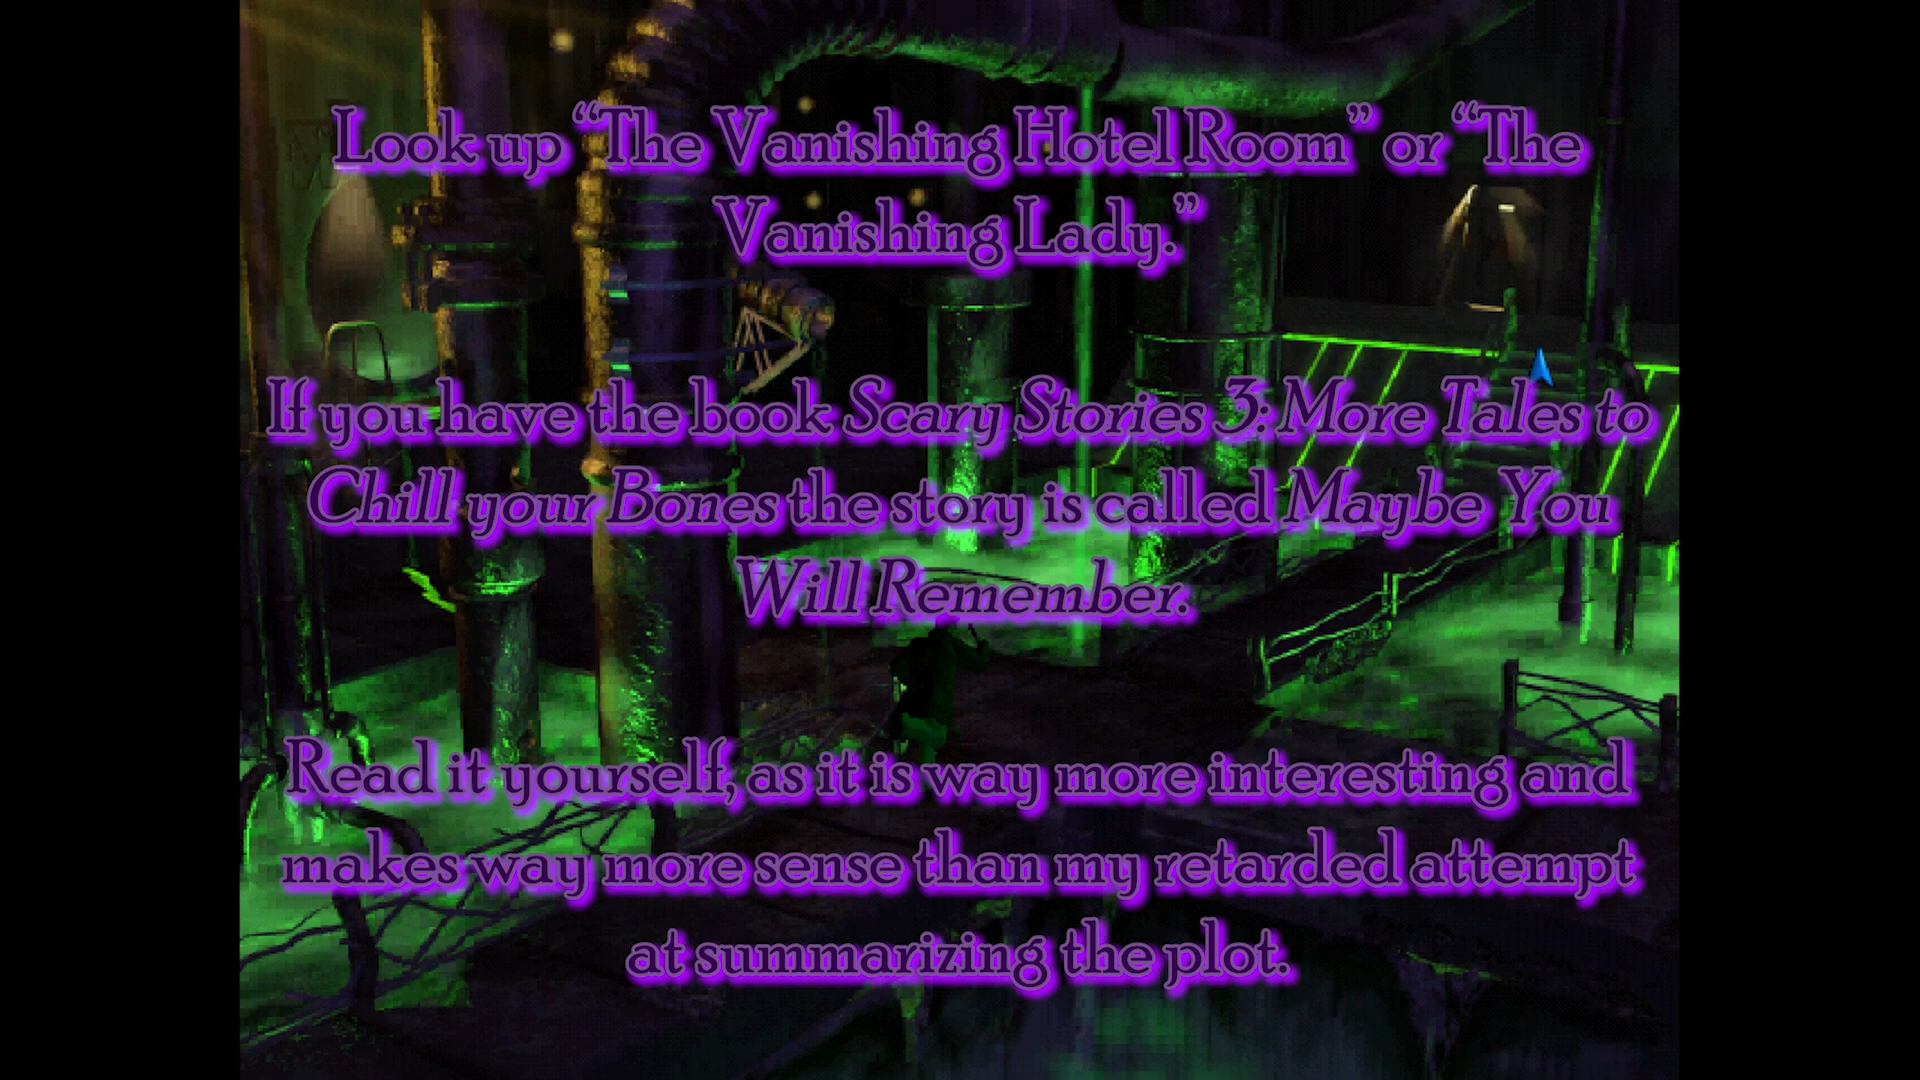 Look up “The Vanishing Hotel Room” or “The
Vanishing Lady.”
If you have the book Scary Stories 3: More Tales to
Chill your Bones the story is called Maybe You
Will Remember.
Read it yourself, as it is way more interesting and
makes way more sense than my retarded attempt
at summarizing the plot.